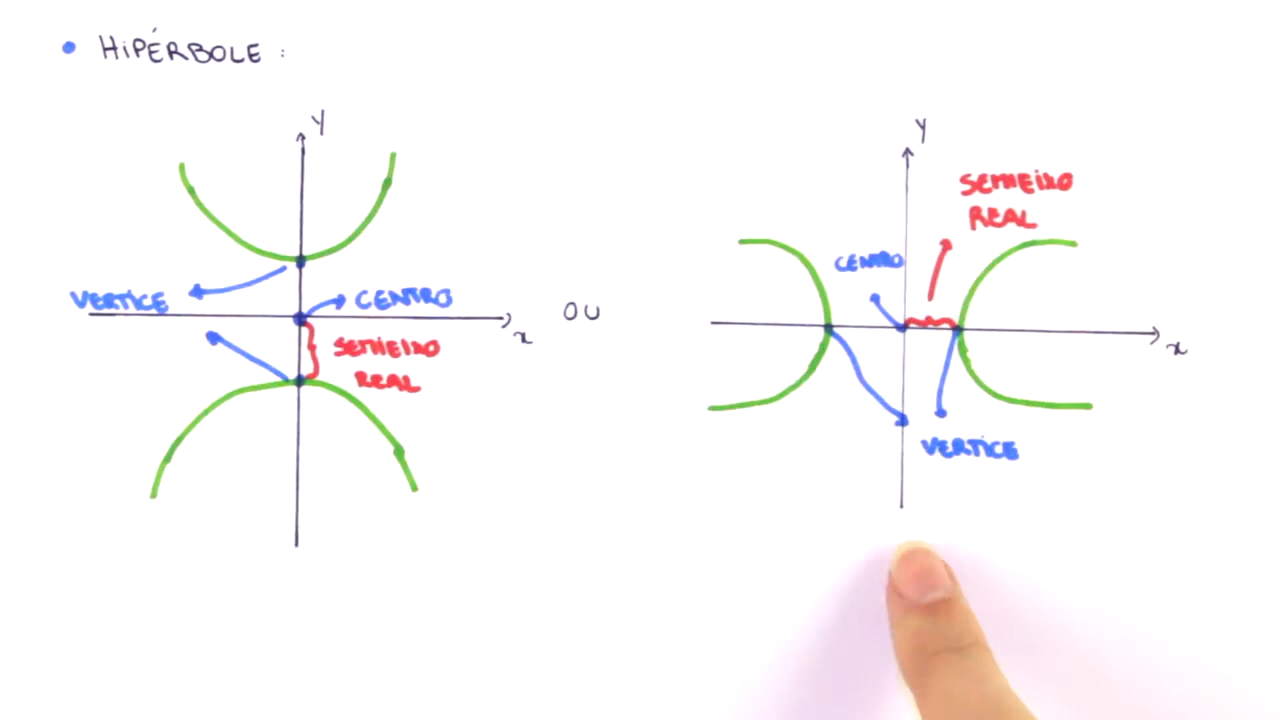 • HIPÉRBOLE :
y
VERTICE
CENTRO
x
SEMIEIXO
REAL
OU
y
SEMIEIXO
REAL
CENTRO
x
VERTICE